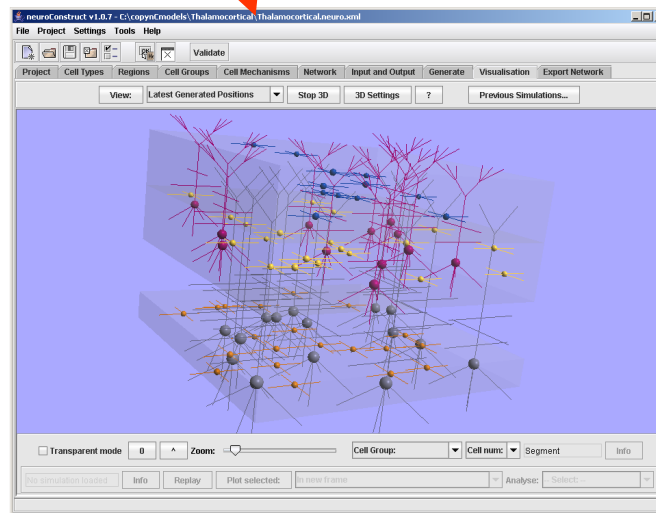 neuroConstruct v1.0.7 - C:\copynCmodels\Thalamocortical\Thalamocortical.neuro.xml
File Project Settings Tools Help
Validate
Project Cell Types Regions Cell Groups Cell Mechanisms Network Input and Output Generate Visualisation Export Network
View: Latest Generated Positions Stop 3D 3D Settings ? Previous Simulations...
Transparent mode 0 ^ Zoom: Cell Group: Cell num: Segment Info
No simulation loaded Info Replay Plot selected: In new frame Analyse: -- Select: --